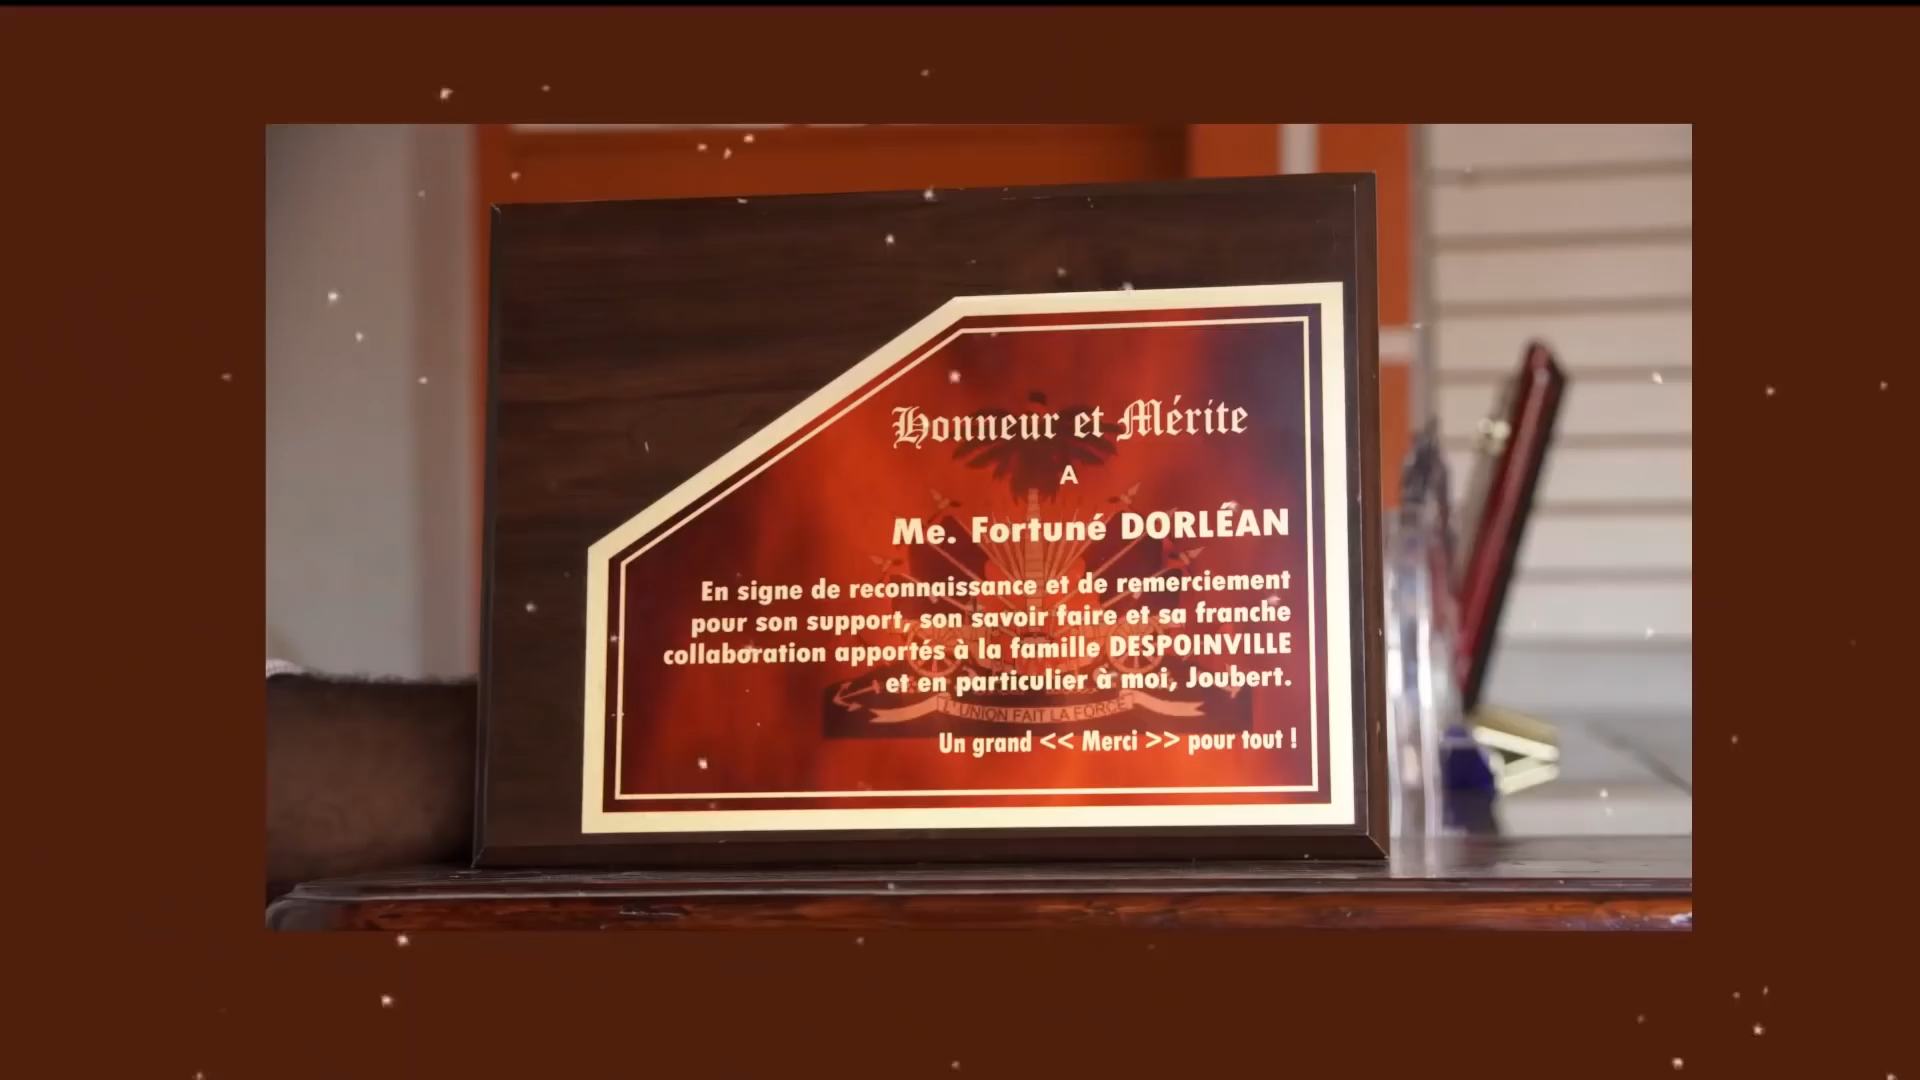 Honneur et Mérite
A
Me. Fortuné DORLÉAN
En signe de reconnaissance et de remerciement
pour son support, son savoir faire et sa franche
collaboration apportés à la famille DESPOINVILLE
et en particulier à moi, Joubert.
L'UNION FAIT LA FORCE
Un grand << Merci >> pour tout !